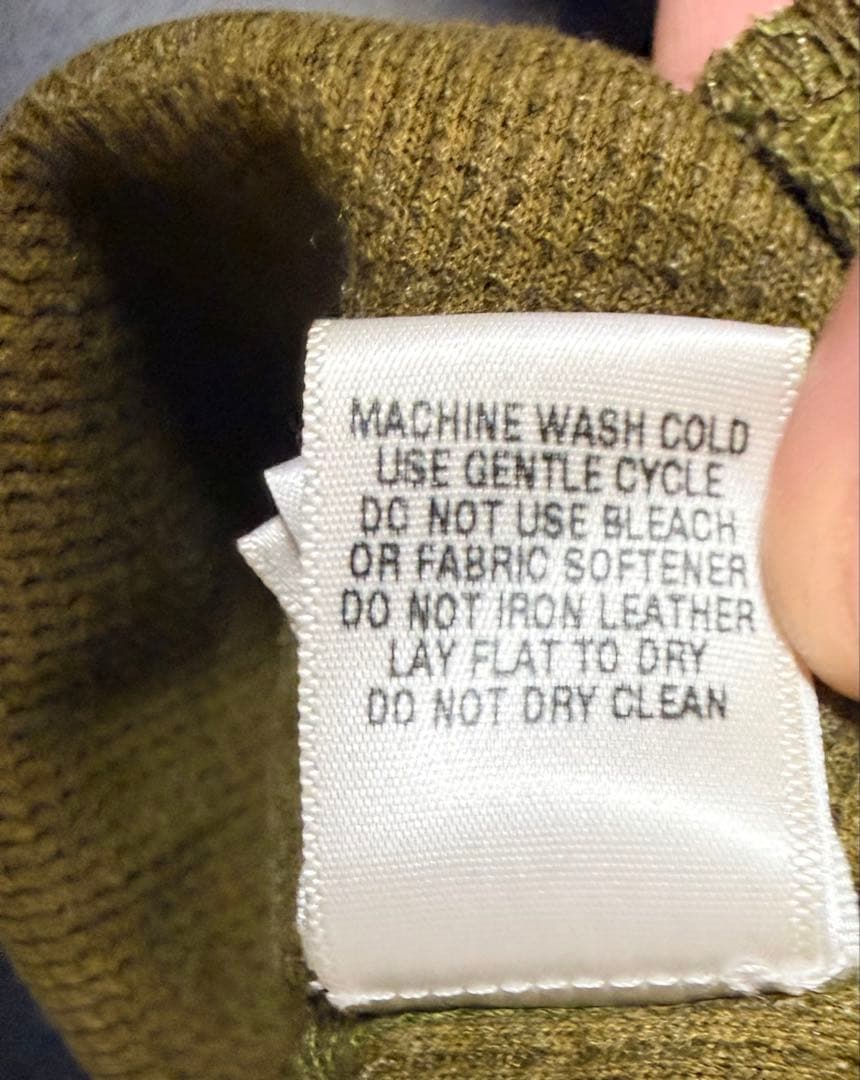 MACHINE WASH COLD
USE GENTLE CYCLE
DO NOT USE BLEACH
OR FABRIC SOFTENER
DO NOT IRON LEATHER
LAY FLAT TO DRY
DO NOT DRY CLEAN